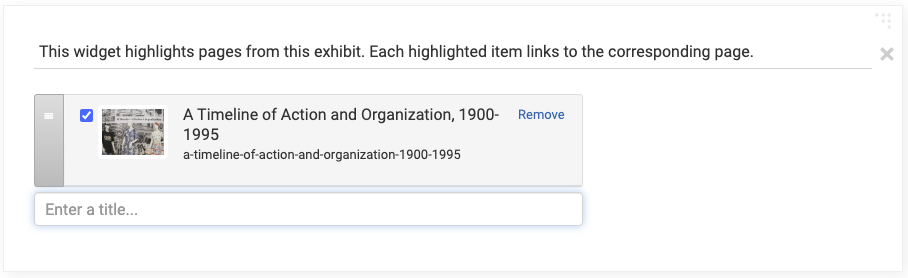 This widget highlights pages from this exhibit. Each highlighted item links to the corresponding page.
A Timeline of Action and Organization, 1900-
1995
Remove
a-timeline-of-action-and-organization-1900-1995
Enter a title...